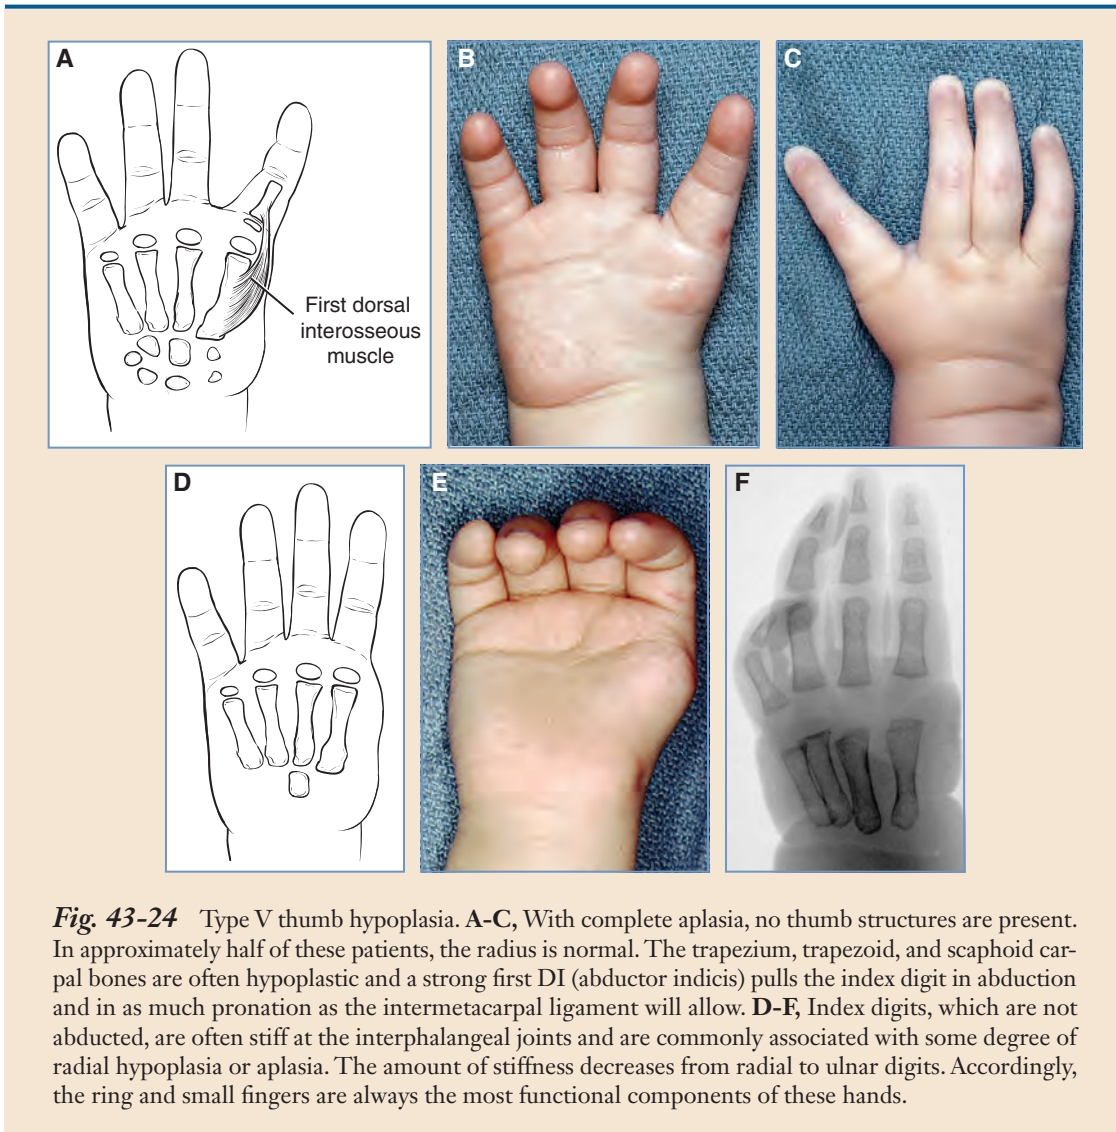 A
B
C
First dorsal
interosseous
muscle
D
E
F
Fig. 43-24 Type V thumb hypoplasia. A-C, With complete aplasia, no thumb structures are present.
In approximately half of these patients, the radius is normal. The trapezium, trapezoid, and scaphoid car-
pal bones are often hypoplastic and a strong first DI (abductor indicis) pulls the index digit in abduction
and in as much pronation as the intermetacarpal ligament will allow. D-F, Index digits, which are not
abducted, are often stiff at the interphalangeal joints and are commonly associated with some degree of
radial hypoplasia or aplasia. The amount of stiffness decreases from radial to ulnar digits. Accordingly,
the ring and small fingers are always the most functional components of these hands.